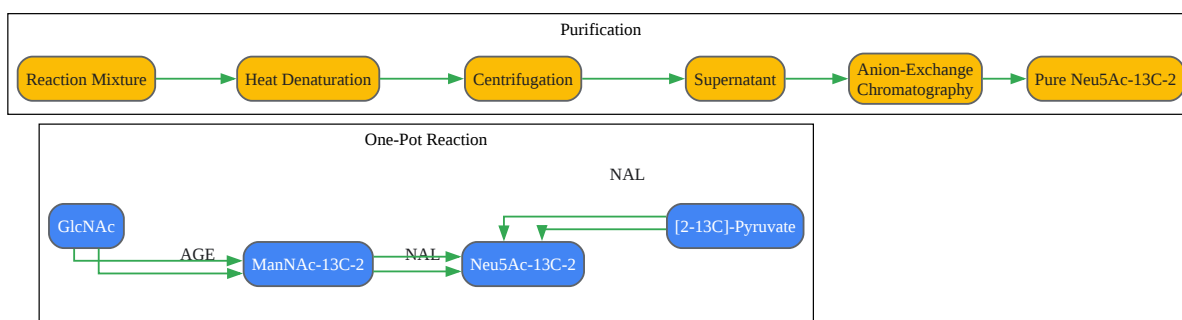 Purification
Reaction Mixture
Heat Denaturation
Centrifugation
Supernatant
Anion-Exchange
Chromatography
Pure Neu5Ac-13C-2
One-Pot Reaction
NAL
GlcNAc
[2-13C]-Pyruvate
AGE
NAL
ManNAc-13C-2
Neu5Ac-13C-2